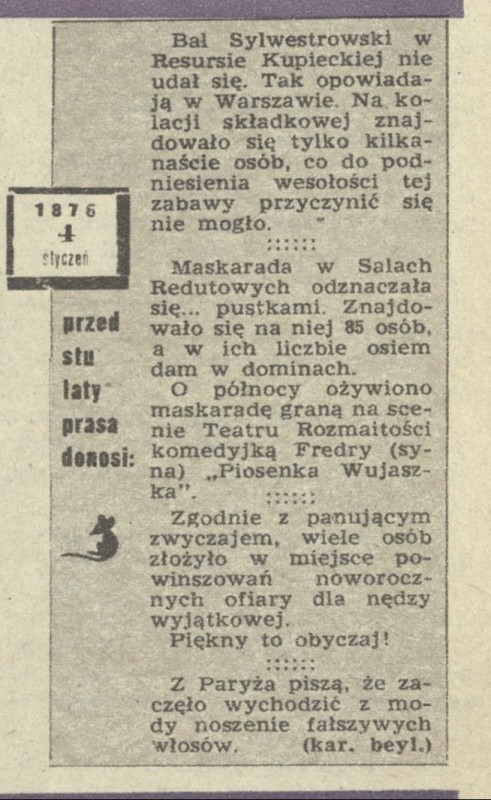 1876
4
styczeń
przed
stu
laty
prasa
donosi:
Bal Sylwestrowski w
Resursie Kupieckiej nie
udał się. Tak opowiada-
ją w Warszawie. Na ko-
lacji składkowej znaj-
dowało się tylko kilka-
naście osób, co do pod-
niesienia wesołości tej
zabawy przyczynić się
nie mogło.
::::::
Maskarada w Salach
Redutowych odznaczała
się... pustkami. Znajdo-
wało się na niej 85 osób,
a w ich liczbie osiem
dam w dominach.
O północy ożywiono
maskaradę graną na sce-
nie Teatru Rozmaitości
komedyjką Fredry (sy-
na) „Piosenka Wujasz-
ka".
::::::
Zgodnie z panującym
zwyczajem, wiele osób
złożyło w miejsce po-
winszowań noworocz-
nych ofiary dla nędzy
wyjątkowej.
Piękny to obyczaj!
::::::
Z Paryża piszą, że za-
częło wychodzić z mo-
dy noszenie fałszywych
włosów. (kar. beyl.)